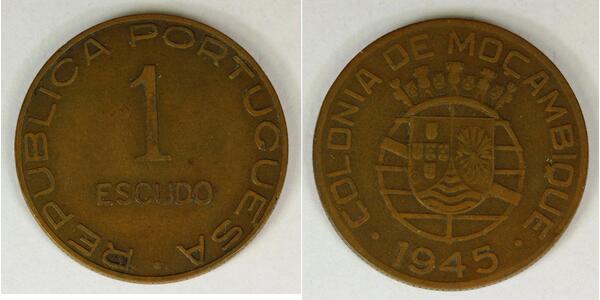 REPUBLICA PORTUGUESA
1
ESCUDO
COLONIA DE MOÇAMBIQUE
1945